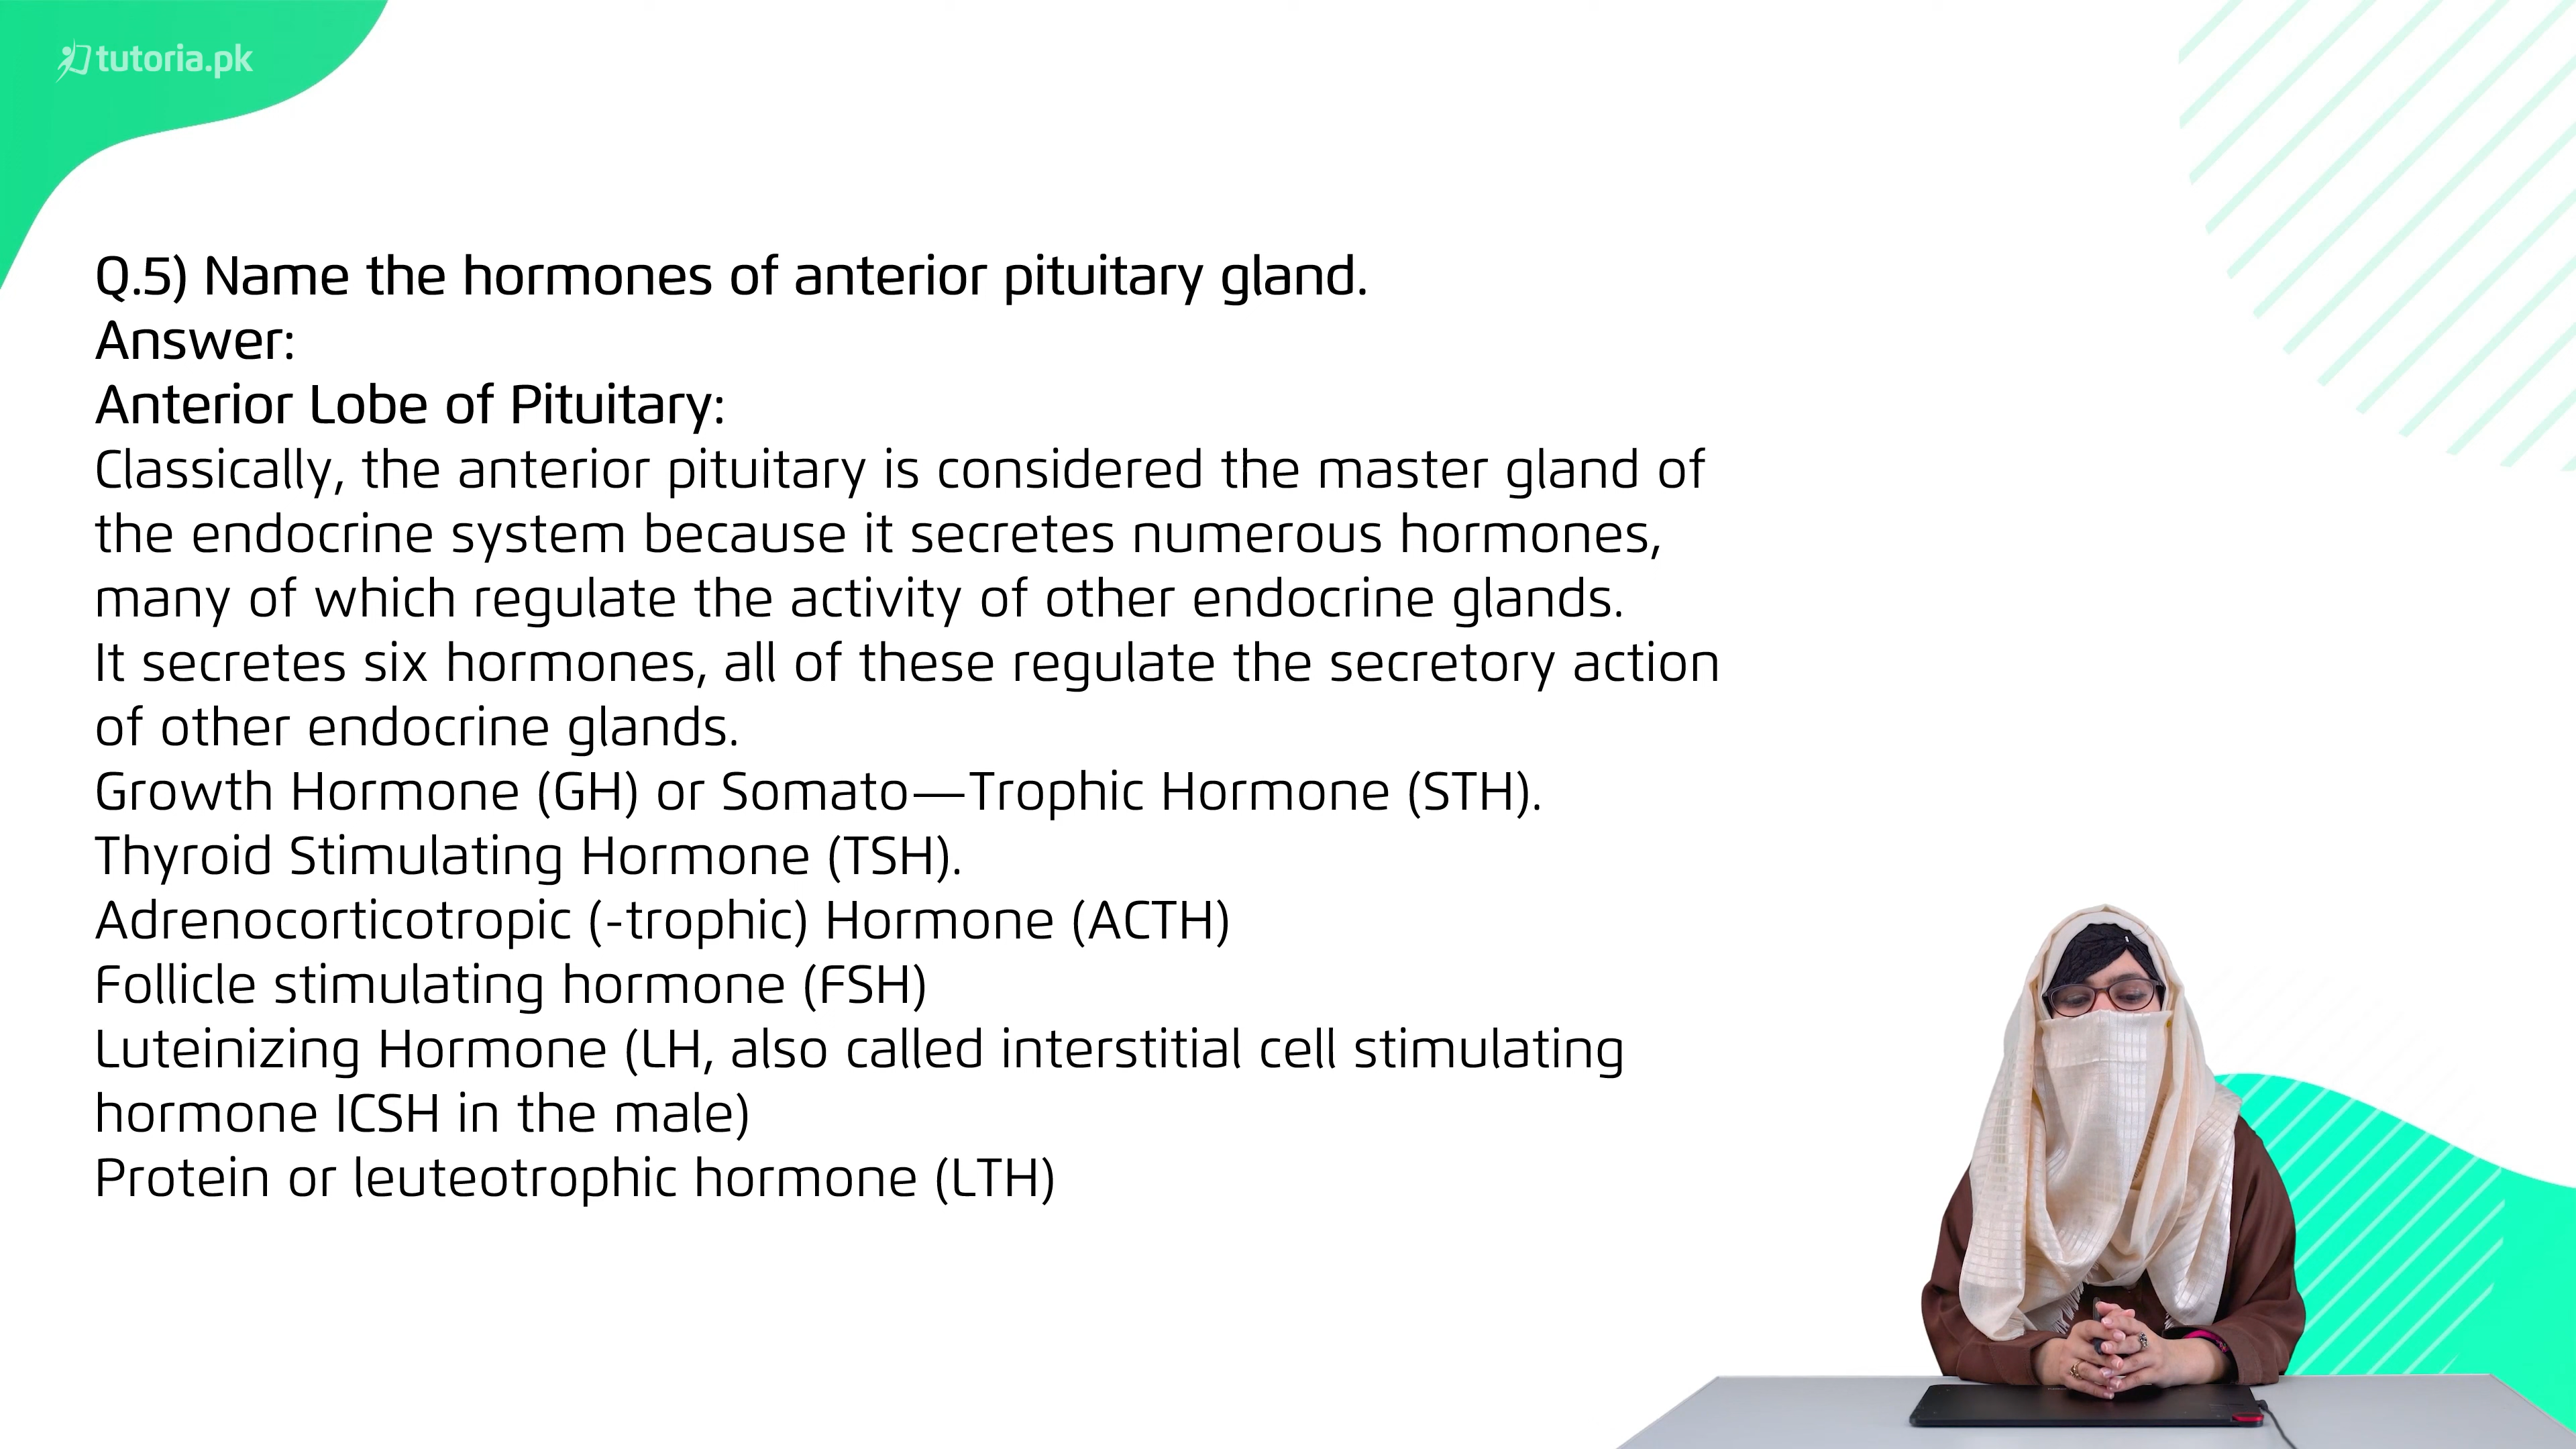 tutoria.pk
Q.5) Name the hormones of anterior pituitary gland.
Answer:
Anterior Lobe of Pituitary:
Classically, the anterior pituitary is considered the master gland of
the endocrine system because it secretes numerous hormones,
many of which regulate the activity of other endocrine glands.
It secretes six hormones, all of these regulate the secretory action
of other endocrine glands.
Growth Hormone (GH) or Somato—Trophic Hormone (STH).
Thyroid Stimulating Hormone (TSH).
Adrenocorticotropic (-trophic) Hormone (ACTH)
Follicle stimulating hormone (FSH)
Luteinizing Hormone (LH, also called interstitial cell stimulating
hormone ICSH in the male)
Protein or leuteotrophic hormone (LTH)